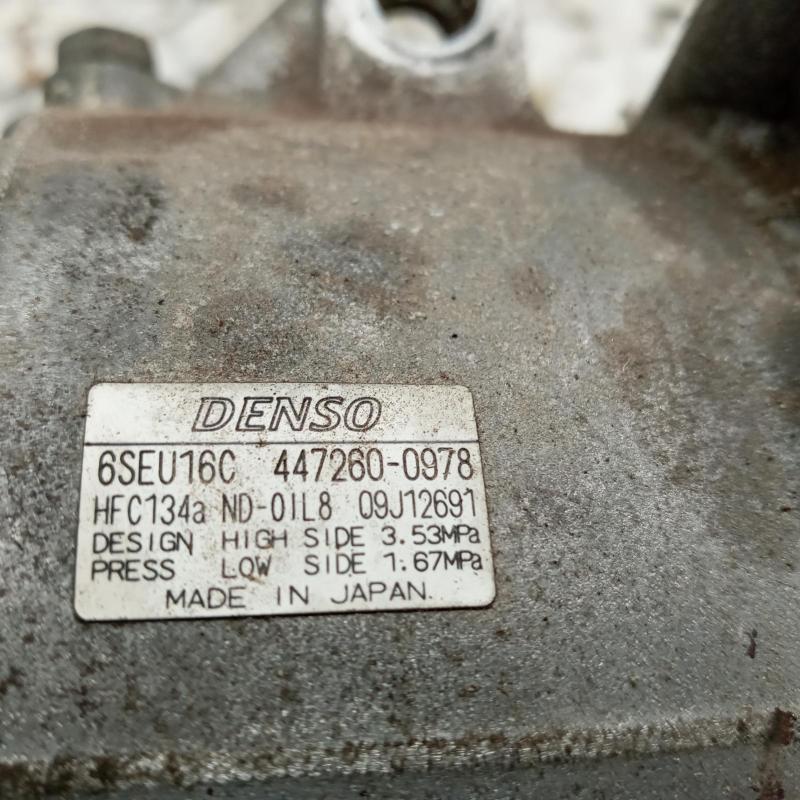 DENSO
6SEU16C 447260-0978
HFC134a ND-OIL8 09J12691
DESIGN HIGH SIDE 3.53MPa
PRESS LOW SIDE 1.67MPa
MADE IN JAPAN